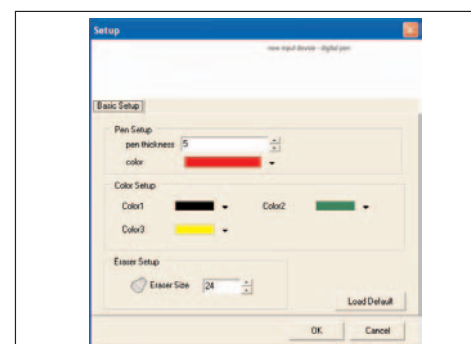 Setup
new input device - digital pen
Basic Setup
Pen Setup
pen thickness 5
color
Color Setup
Color1 Color2
Color3
Eraser Setup
Eraser Size 24
Load Default
OK Cancel